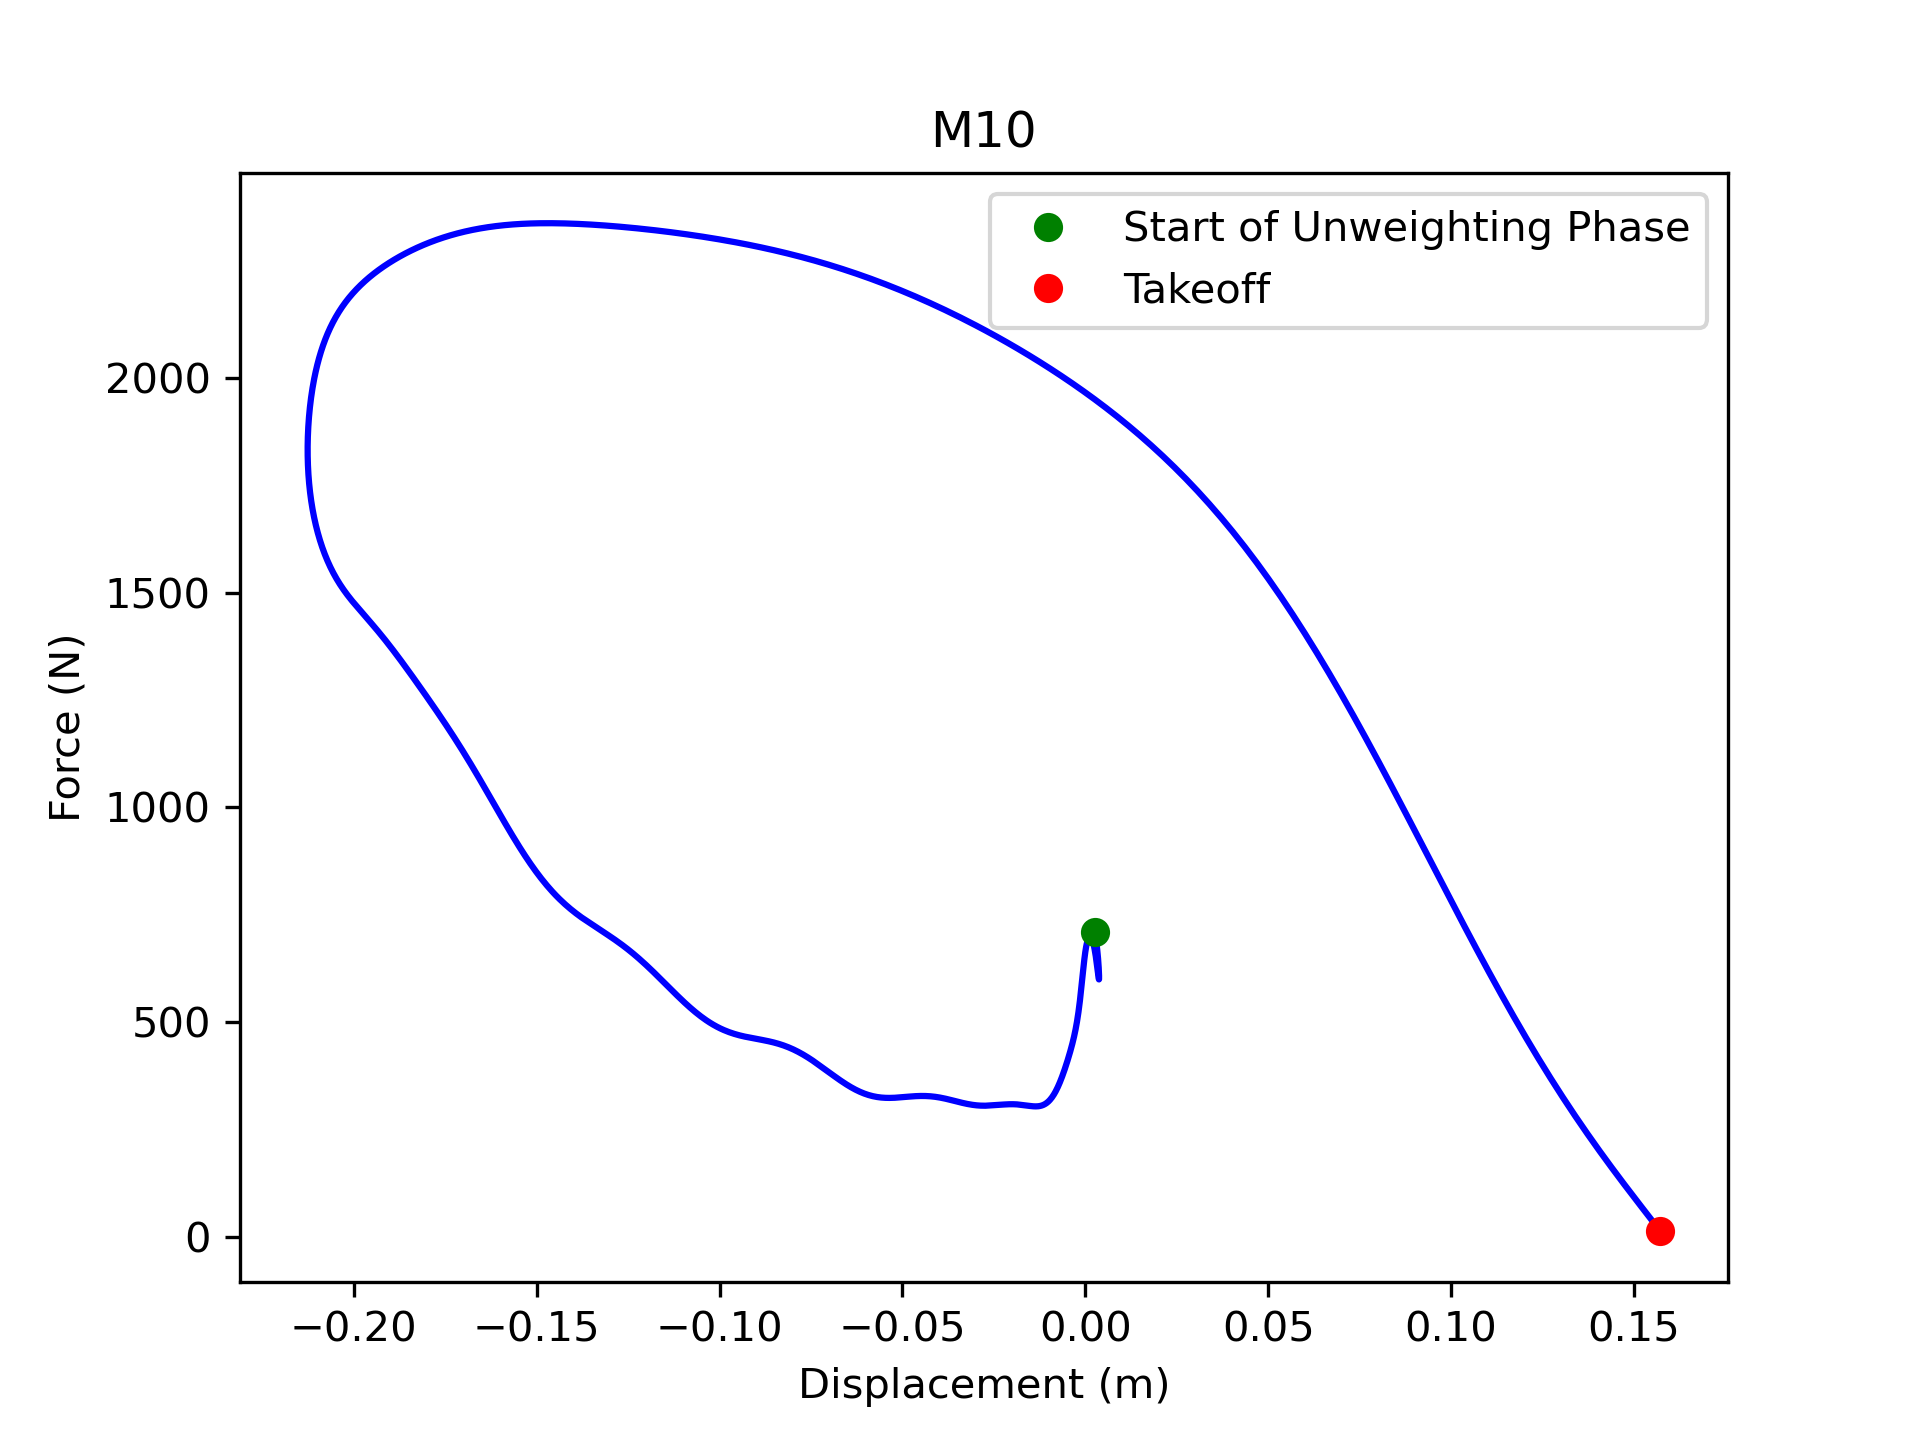 M10
Start of Unweighting Phase
Takeoff
2000
1500
1000
500
0
Force (N)
−0.20 −0.15 −0.10 −0.05 0.00 0.05 0.10 0.15
Displacement (m)